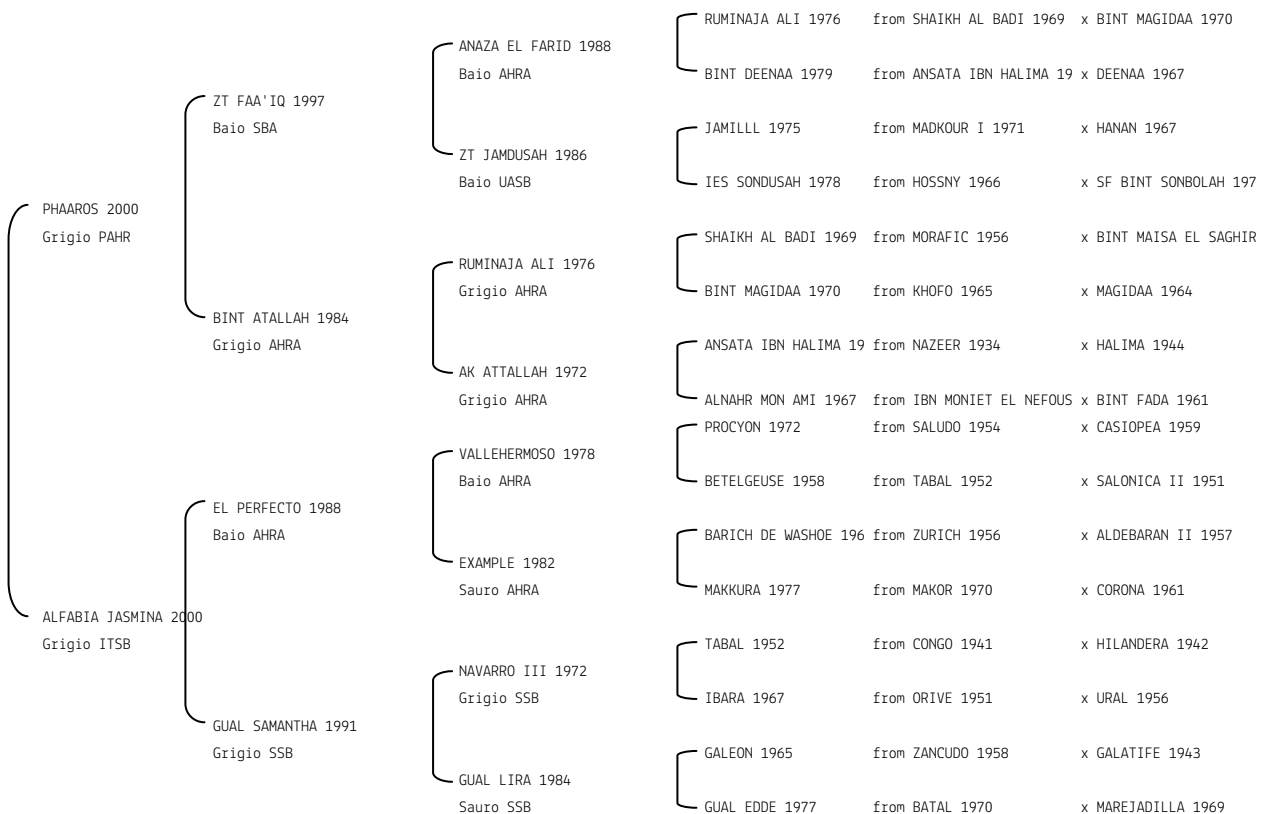 RUMINAJA ALI 1976 from SHAIKH AL BADI 1969 x BINT MAGIDAA 1970
ANAZA EL FARID 1988
Baio AHRA
BINT DEENAA 1979 from ANSATA IBN HALIMA 19 x DEENAA 1967
ZT FAA'IQ 1997
Baio SBA
JAMILLL 1975 from MADKOUR I 1971 x HANAN 1967
ZT JAMDUSAH 1986
Baio UASB
IES SONDUSAH 1978 from HOSSNY 1966 x SF BINT SONBOLAH 197
PHAAROS 2000
Grigio PAHR
SHAIKH AL BADI 1969 from MORAFIC 1956 x BINT MAISA EL SAGHIR
RUMINAJA ALI 1976
Grigio AHRA
BINT MAGIDAA 1970 from KHOFO 1965 x MAGIDAA 1964
BINT ATALLAH 1984
Grigio AHRA
ANSATA IBN HALIMA 19 from NAZEER 1934 x HALIMA 1944
AK ATTALLAH 1972
Grigio AHRA
ALNAHR MON AMI 1967 from IBN MONIET EL NEFOUS x BINT FADA 1961
PROCYON 1972 from SALUDO 1954 x CASIOPEA 1959
VALLEHERMOSO 1978
Baio AHRA
BETELGEUSE 1958 from TABAL 1952 x SALONICA II 1951
EL PERFECTO 1988
Baio AHRA
BARICH DE WASHOE 196 from ZURICH 1956 x ALDEBARAN II 1957
EXAMPLE 1982
Sauro AHRA
MAKKURA 1977 from MAKOR 1970 x CORONA 1961
ALFABIA JASMINA 2000
Grigio ITSB
TABAL 1952 from CONGO 1941 x HILANDERA 1942
NAVARRO III 1972
Grigio SSB
IBARA 1967 from ORIVE 1951 x URAL 1956
GUAL SAMANTHA 1991
Grigio SSB
GALEON 1965 from ZANCUDO 1958 x GALATIFE 1943
GUAL LIRA 1984
Sauro SSB
GUAL EDDE 1977 from BATAL 1970 x MAREJADILLA 1969